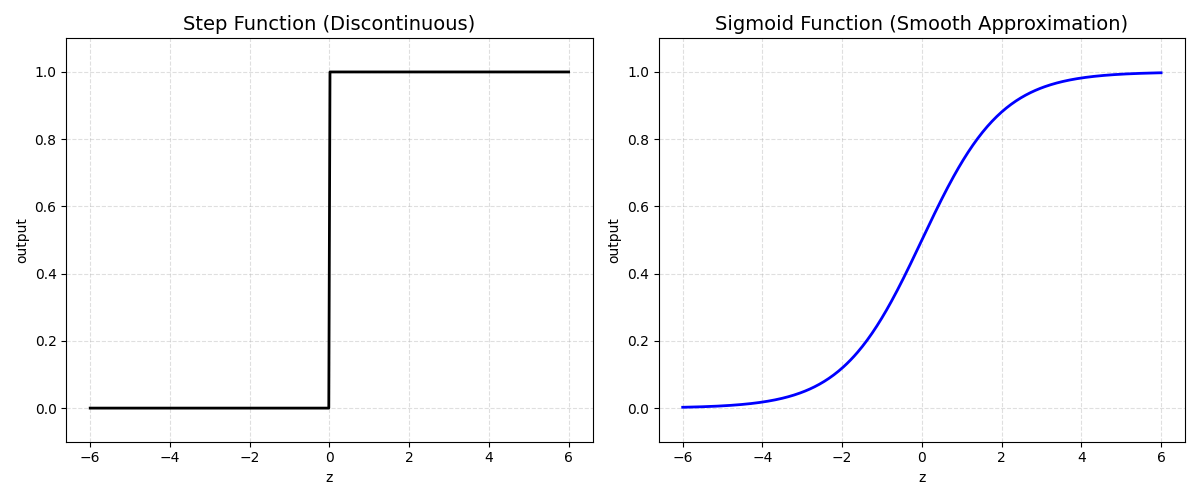 Step Function (Discontinuous)
1.0
0.8
0.6
0.4
0.2
0.0
output
−6 −4 −2 0 2 4 6
z
Sigmoid Function (Smooth Approximation)
1.0
0.8
0.6
0.4
0.2
0.0
output
−6 −4 −2 0 2 4 6
z